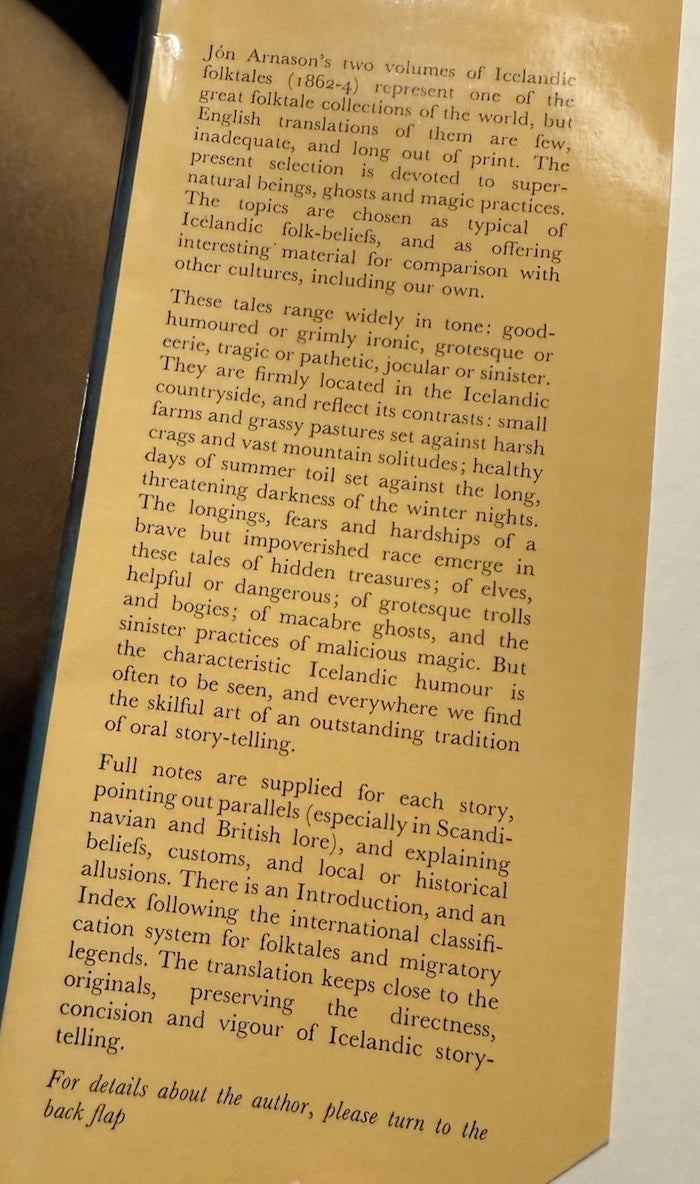 Jón Arnason's two volumes of Icelandic
folktales (1862-4) represent one of the
great folktale collections of the world, but
English translations of them are few,
inadequate, and long out of print. The
present selection is devoted to super-
natural beings, ghosts and magic practices.
The topics are chosen as typical of
Icelandic folk-beliefs, and as offering
interesting material for comparison with
other cultures, including our own.
These tales range widely in tone: good-
humoured or grimly ironic, grotesque or
eerie, tragic or pathetic, jocular or sinister.
They are firmly located in the Icelandic
countryside, and reflect its contrasts: small
farms and grassy pastures set against harsh
crags and vast mountain solitudes; healthy
days of summer toil set against the long,
threatening darkness of the winter nights.
The longings, fears and hardships of a
brave but impoverished race emerge in
these tales of hidden treasures; of elves,
helpful or dangerous; of grotesque trolls
and bogies; of macabre ghosts, and the
sinister practices of malicious magic. But
the characteristic Icelandic humour is
often to be seen, and everywhere we find
the skilful art of an outstanding tradition
of oral story-telling.
Full notes are supplied for each story,
pointing out parallels (especially in Scandi-
navian and British lore), and explaining
beliefs, customs, and local or historical
allusions. There is an Introduction, and an
Index following the international classifi-
cation system for folktales and migratory
legends. The translation keeps close to the
originals, preserving the directness,
concision and vigour of Icelandic story-
telling.
For details about the author, please turn to the
back flap